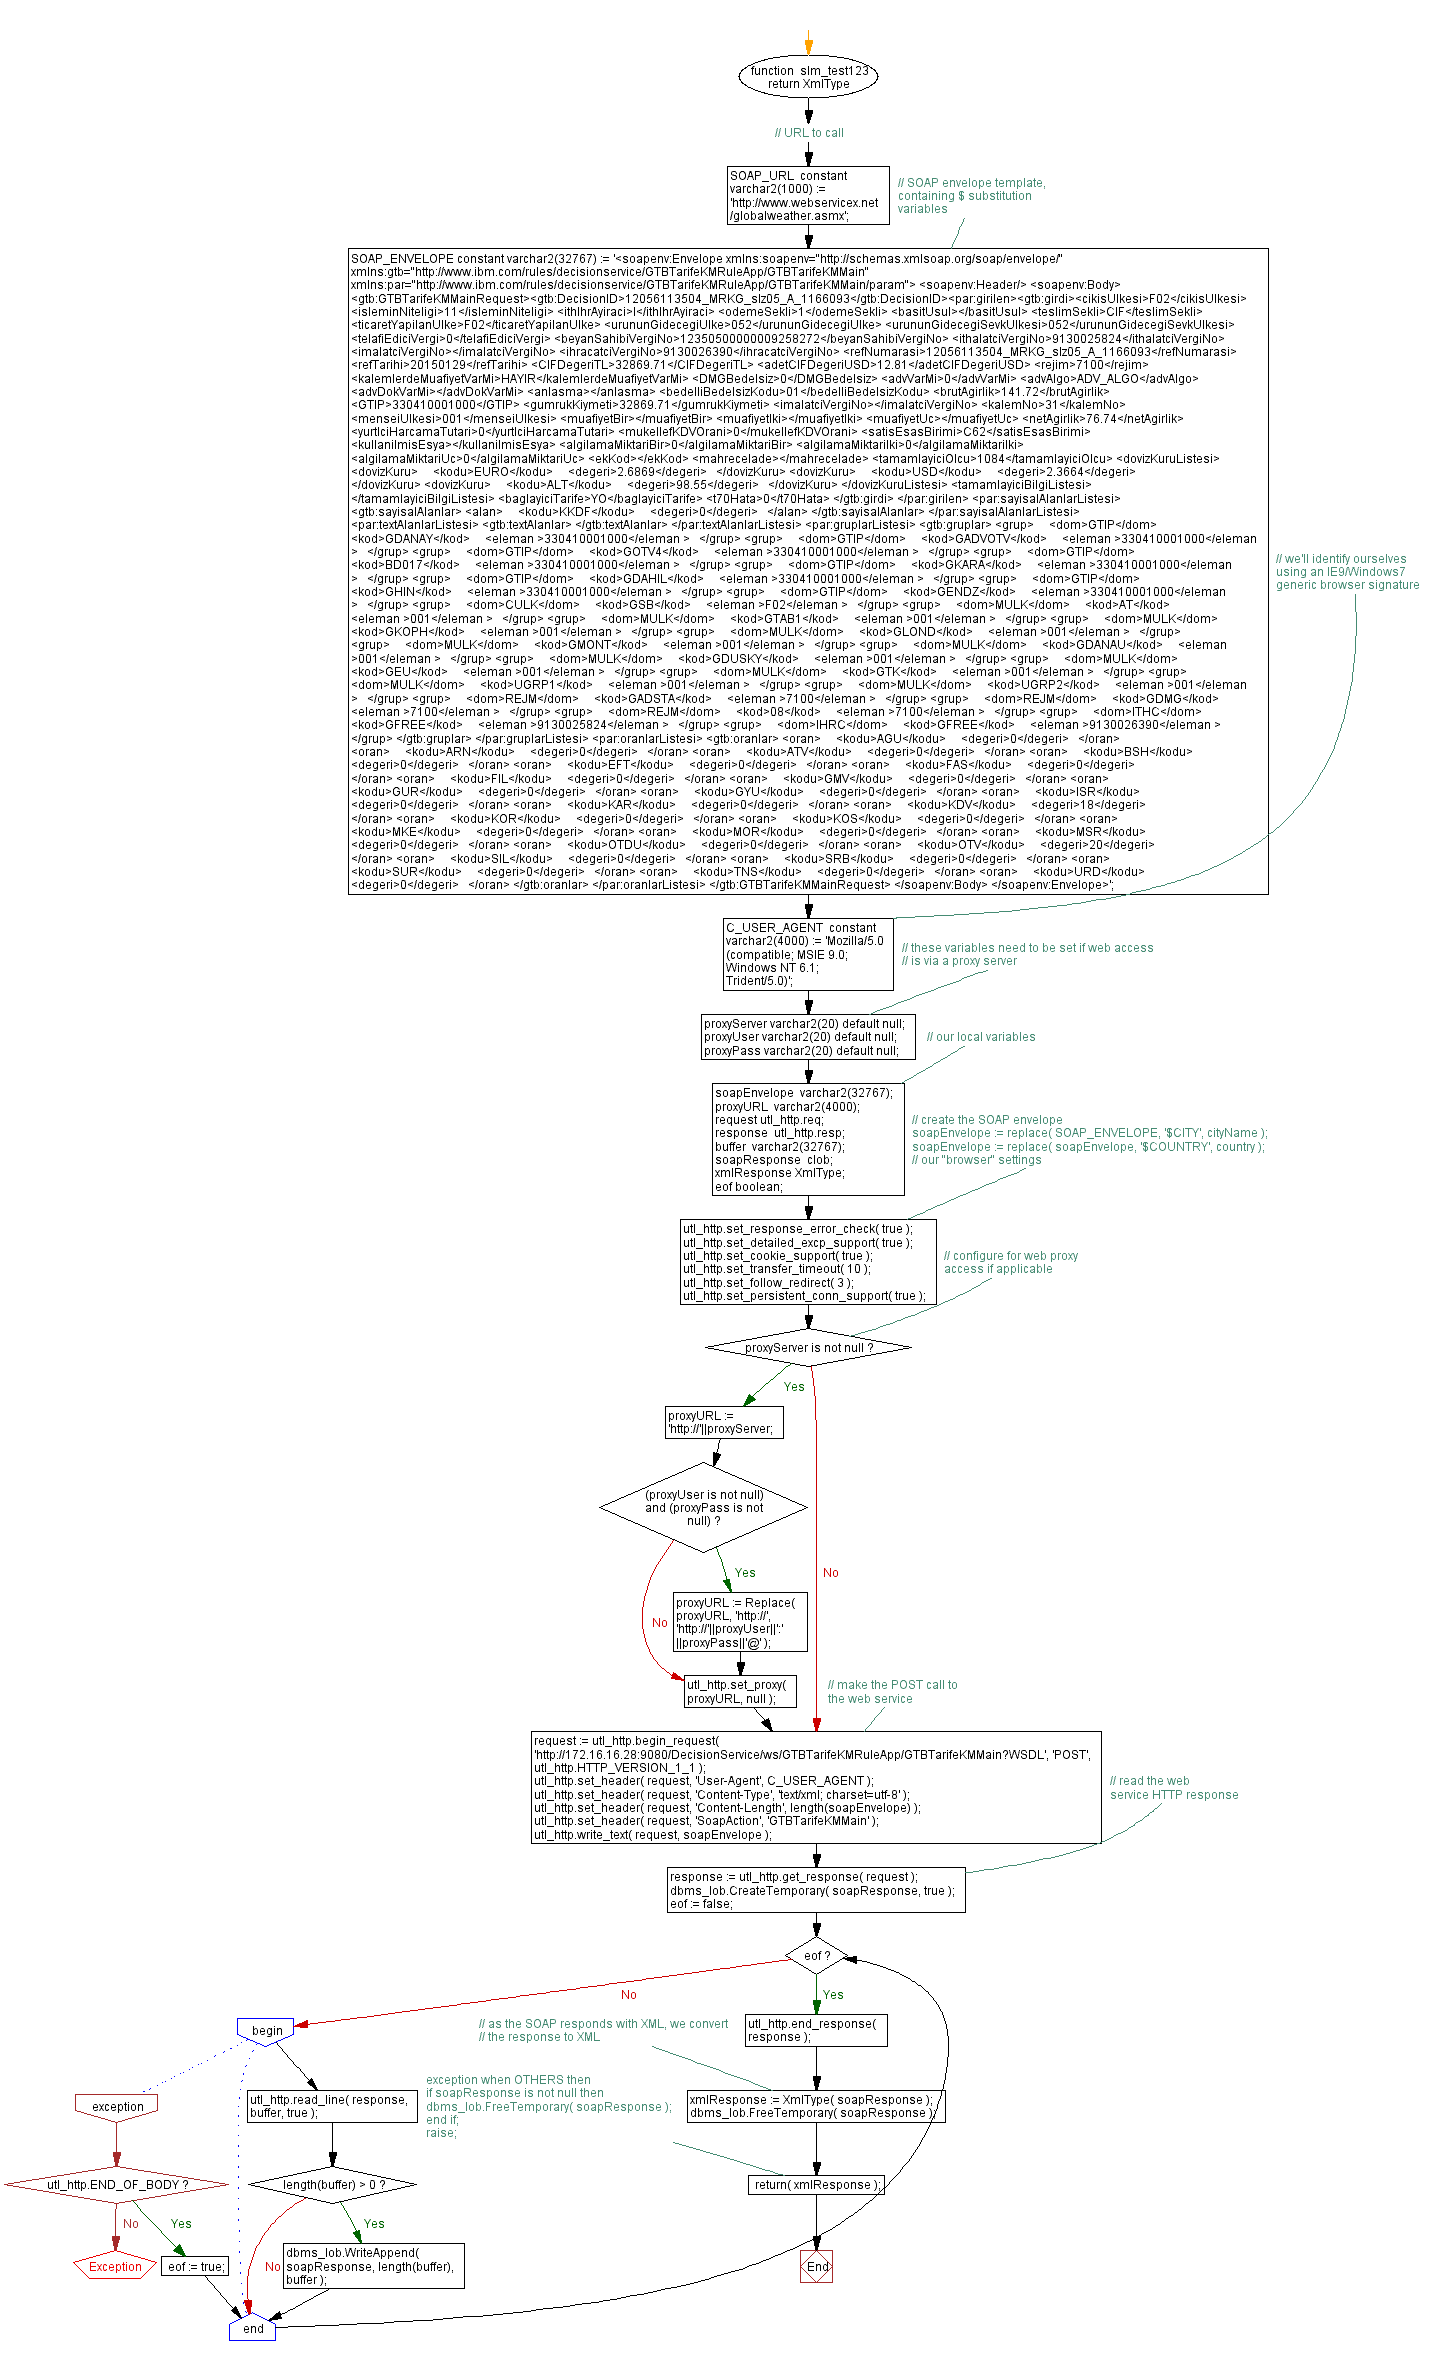 function slm_test123
return XmlType
// URL to call
SOAP_URL constant
varchar2(1000) :=
'http://www.webservicex.net
/globalweather.asmx';
// SOAP envelope template,
containing $ substitution
variables
SOAP_ENVELOPE constant varchar2(32767) := '<soapenv:Envelope xmlns:soapenv="http://schemas.xmlsoap.org/soap/envelope/"
xmlns:gtb="http://www.ibm.com/rules/decisionservice/GTBTarifeKMRuleApp/GTBTarifeKMMain"
xmlns:par="http://www.ibm.com/rules/decisionservice/GTBTarifeKMRuleApp/GTBTarifeKMMain/param"> <soapenv:Header/> <soapenv:Body>
<gtb:GTBTarifeKMMainRequest><gtb:DecisionID>12056113504_MRKG_slz05_A_1166093</gtb:DecisionID><par:girilen><gtb:girdi><cikisUlkesi>F02</cikisUlkesi>
<isleminNiteligi>11</isleminNiteligi> <ithIhrAyiraci>I</ithIhrAyiraci> <odemeSekli>1</odemeSekli> <basitUsul></basitUsul> <teslimSekli>CIF</teslimSekli>
<ticaretYapilanUlke>F02</ticaretYapilanUlke> <urununGidecegiUlke>052</urununGidecegiUlke> <urununGidecegiSevkUlkesi>052</urununGidecegiSevkUlkesi>
<telafiEdiciVergi>0</telafiEdiciVergi> <beyanSahibiVergiNo>12350500000009258272</beyanSahibiVergiNo> <ithalatciVergiNo>9130025824</ithalatciVergiNo>
<imalatciVergiNo></imalatciVergiNo> <ihracatciVergiNo>9130026390</ihracatciVergiNo> <refNumarasi>12056113504_MRKG_slz05_A_1166093</refNumarasi>
<refTarihi>20150129</refTarihi> <CIFDegeriTL>32869.71</CIFDegeriTL> <adetCIFDegeriUSD>12.81</adetCIFDegeriUSD> <rejim>7100</rejim>
<kalemlerdeMuafiyetVarMi>HAYIR</kalemlerdeMuafiyetVarMi> <DMGBedelsiz>0</DMGBedelsiz> <advVarMi>0</advVarMi> <advAlgo>ADV_ALGO</advAlgo>
<advDokVarMi></advDokVarMi> <anlasma></anlasma> <bedelliBedelsizKodu>01</bedelliBedelsizKodu> <brutAgirlik>141.72</brutAgirlik>
<GTIP>330410001000</GTIP> <gumrukKiymeti>32869.71</gumrukKiymeti> <imalatciVergiNo></imalatciVergiNo> <kalemNo>31</kalemNo>
<menseiUlkesi>001</menseiUlkesi> <muafiyetBir></muafiyetBir> <muafiyetIki></muafiyetIki> <muafiyetUc></muafiyetUc> <netAgirlik>76.74</netAgirlik>
<yurtIciHarcamaTutari>0</yurtIciHarcamaTutari> <mukellefKDVOrani>0</mukellefKDVOrani> <satisEsasBirimi>C62</satisEsasBirimi>
<kullanilmisEsya></kullanilmisEsya> <algilamaMiktariBir>0</algilamaMiktariBir> <algilamaMiktariIki>0</algilamaMiktariIki>
<algilamaMiktariUc>0</algilamaMiktariUc> <ekKod></ekKod> <mahrecelade></mahrecelade> <tamamlayiciOlcu>1084</tamamlayiciOlcu> <dovizKuruListesi>
<dovizKuru> <kodu>EURO</kodu> <degeri>2.6869</degeri> </dovizKuru> <dovizKuru> <kodu>USD</kodu> <degeri>2.3664</degeri>
</dovizKuru> <dovizKuru> <kodu>ALT</kodu> <degeri>98.55</degeri> </dovizKuru> </dovizKuruListesi> <tamamlayiciBilgiListesi>
</tamamlayiciBilgiListesi> <baglayiciTarife>YO</baglayiciTarife> <t70Hata>0</t70Hata> </gtb:girdi> </par:girilen> <par:sayisalAlanlarListesi>
<gtb:sayisalAlanlar> <alan> <kodu>KKDF</kodu> <degeri>0</degeri> </alan> </gtb:sayisalAlanlar> </par:sayisalAlanlarListesi>
<par:textAlanlarListesi> <gtb:textAlanlar> </gtb:textAlanlar> </par:textAlanlarListesi> <par:gruplarListesi> <gtb:gruplar> <grup> <dom>GTIP</dom>
<kod>GDANAY</kod> <eleman >330410001000</eleman > </grup> <grup> <dom>GTIP</dom> <kod>GADVOTV</kod> <eleman >330410001000</eleman
> </grup> <grup> <dom>GTIP</dom> <kod>GOTV4</kod> <eleman >330410001000</eleman > </grup> <grup> <dom>GTIP</dom>
<kod>BD017</kod> <eleman >330410001000</eleman > </grup> <grup> <dom>GTIP</dom> <kod>GKARA</kod> <eleman >330410001000</eleman
> </grup> <grup> <dom>GTIP</dom> <kod>GDAHIL</kod> <eleman >330410001000</eleman > </grup> <grup> <dom>GTIP</dom>
<kod>GHIN</kod> <eleman >330410001000</eleman > </grup> <grup> <dom>GTIP</dom> <kod>GENDZ</kod> <eleman >330410001000</eleman
> </grup> <grup> <dom>CULK</dom> <kod>GSB</kod> <eleman >F02</eleman > </grup> <grup> <dom>MULK</dom> <kod>AT</kod>
<eleman >001</eleman > </grup> <grup> <dom>MULK</dom> <kod>GTAB1</kod> <eleman >001</eleman > </grup> <grup> <dom>MULK</dom>
<kod>GKOPH</kod> <eleman >001</eleman > </grup> <grup> <dom>MULK</dom> <kod>GLOND</kod> <eleman >001</eleman > </grup>
<grup> <dom>MULK</dom> <kod>GMONT</kod> <eleman >001</eleman > </grup> <grup> <dom>MULK</dom> <kod>GDANAU</kod> <eleman
>001</eleman > </grup> <grup> <dom>MULK</dom> <kod>GDUSKY</kod> <eleman >001</eleman > </grup> <grup> <dom>MULK</dom>
<kod>GEU</kod> <eleman >001</eleman > </grup> <grup> <dom>MULK</dom> <kod>GTK</kod> <eleman >001</eleman > </grup> <grup>
<dom>MULK</dom> <kod>UGRP1</kod> <eleman >001</eleman > </grup> <grup> <dom>MULK</dom> <kod>UGRP2</kod> <eleman >001</eleman
> </grup> <grup> <dom>REJM</dom> <kod>GADSTA</kod> <eleman >7100</eleman > </grup> <grup> <dom>REJM</dom> <kod>GDMG</kod>
<eleman >7100</eleman > </grup> <grup> <dom>REJM</dom> <kod>08</kod> <eleman >7100</eleman > </grup> <grup> <dom>ITHC</dom>
<kod>GFREE</kod> <eleman >9130025824</eleman > </grup> <grup> <dom>IHRC</dom> <kod>GFREE</kod> <eleman >9130026390</eleman >
</grup> </gtb:gruplar> </par:gruplarListesi> <par:oranlarListesi> <gtb:oranlar> <oran> <kodu>AGU</kodu> <degeri>0</degeri> </oran>
<oran> <kodu>ARN</kodu> <degeri>0</degeri> </oran> <oran> <kodu>ATV</kodu> <degeri>0</degeri> </oran> <oran> <kodu>BSH</kodu>
<degeri>0</degeri> </oran> <oran> <kodu>EFT</kodu> <degeri>0</degeri> </oran> <oran> <kodu>FAS</kodu> <degeri>0</degeri>
</oran> <oran> <kodu>FIL</kodu> <degeri>0</degeri> </oran> <oran> <kodu>GMV</kodu> <degeri>0</degeri> </oran> <oran>
<kodu>GUR</kodu> <degeri>0</degeri> </oran> <oran> <kodu>GYU</kodu> <degeri>0</degeri> </oran> <oran> <kodu>ISR</kodu>
<degeri>0</degeri> </oran> <oran> <kodu>KAR</kodu> <degeri>0</degeri> </oran> <oran> <kodu>KDV</kodu> <degeri>18</degeri>
</oran> <oran> <kodu>KOR</kodu> <degeri>0</degeri> </oran> <oran> <kodu>KOS</kodu> <degeri>0</degeri> </oran> <oran>
<kodu>MKE</kodu> <degeri>0</degeri> </oran> <oran> <kodu>MOR</kodu> <degeri>0</degeri> </oran> <oran> <kodu>MSR</kodu>
<degeri>0</degeri> </oran> <oran> <kodu>OTDU</kodu> <degeri>0</degeri> </oran> <oran> <kodu>OTV</kodu> <degeri>20</degeri>
</oran> <oran> <kodu>SIL</kodu> <degeri>0</degeri> </oran> <oran> <kodu>SRB</kodu> <degeri>0</degeri> </oran> <oran>
<kodu>SUR</kodu> <degeri>0</degeri> </oran> <oran> <kodu>TNS</kodu> <degeri>0</degeri> </oran> <oran> <kodu>URD</kodu>
<degeri>0</degeri> </oran> </gtb:oranlar> </par:oranlarListesi> </gtb:GTBTarifeKMMainRequest> </soapenv:Body> </soapenv:Envelope>';
// we'll identify ourselves
using an IE9/Windows7
generic browser signature
C_USER_AGENT constant
varchar2(4000) := 'Mozilla/5.0
(compatible; MSIE 9.0;
Windows NT 6.1;
Trident/5.0)';
// these variables need to be set if web access
// is via a proxy server
proxyServer varchar2(20) default null;
proxyUser varchar2(20) default null;
proxyPass varchar2(20) default null;
// our local variables
soapEnvelope varchar2(32767);
proxyURL varchar2(4000);
request utl_http.req;
response utl_http.resp;
buffer varchar2(32767);
soapResponse clob;
xmlResponse XmlType;
eof boolean;
// create the SOAP envelope
soapEnvelope := replace( SOAP_ENVELOPE, '$CITY', cityName );
soapEnvelope := replace( soapEnvelope, '$COUNTRY', country );
// our "browser" settings
utl_http.set_response_error_check( true );
utl_http.set_detailed_excp_support( true );
utl_http.set_cookie_support( true );
utl_http.set_transfer_timeout( 10 );
utl_http.set_follow_redirect( 3 );
utl_http.set_persistent_conn_support( true );
// configure for web proxy
access if applicable
proxyServer is not null ?
Yes
proxyURL :=
'http://'||proxyServer;
(proxyUser is not null)
and (proxyPass is not
null) ?
Yes
No
proxyURL := Replace(
proxyURL, 'http://',
'http://'||proxyUser||':'
||proxyPass||'@' );
No
utl_http.set_proxy(
proxyURL, null );
// make the POST call to
the web service
request := utl_http.begin_request(
'http://172.16.16.28:9080/DecisionService/ws/GTBTarifeKMRuleApp/GTBTarifeKMMain?WSDL', 'POST',
utl_http.HTTP_VERSION_1_1 );
utl_http.set_header( request, 'User-Agent', C_USER_AGENT );
utl_http.set_header( request, 'Content-Type', 'text/xml; charset=utf-8' );
utl_http.set_header( request, 'Content-Length', length(soapEnvelope) );
utl_http.set_header( request, 'SoapAction', 'GTBTarifeKMMain' );
utl_http.write_text( request, soapEnvelope );
// read the web
service HTTP response
response := utl_http.get_response( request );
dbms_lob.CreateTemporary( soapResponse, true );
eof := false;
eof ?
No
Yes
begin
// as the SOAP responds with XML, we convert
// the response to XML
utl_http.end_response(
response );
exception
utl_http.read_line( response,
buffer, true );
exception when OTHERS then
if soapResponse is not null then
dbms_lob.FreeTemporary( soapResponse );
end if;
raise;
xmlResponse := XmlType( soapResponse );
dbms_lob.FreeTemporary( soapResponse );
utl_http.END_OF_BODY ?
length(buffer) > 0 ?
return( xmlResponse );
No
Yes
Yes
Exception
eof := true;
No
dbms_lob.WriteAppend(
soapResponse, length(buffer),
buffer );
End
end